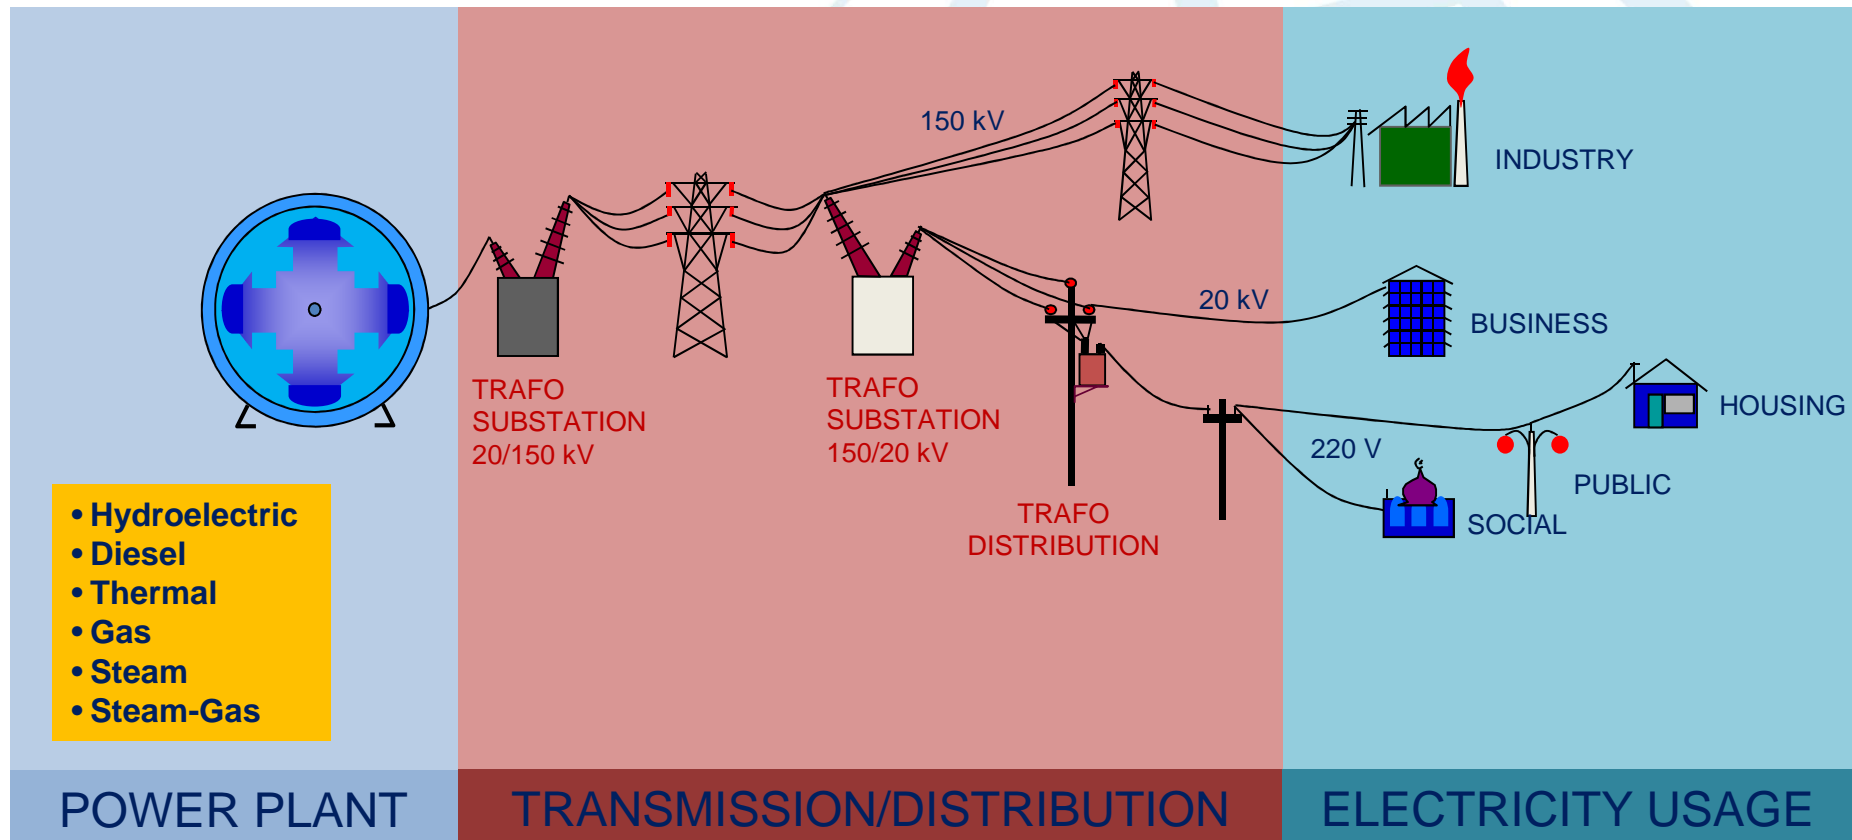 150 kV
INDUSTRY
20 kV
BUSINESS
TRAFO
SUBSTATION
20/150 kV
TRAFO
SUBSTATION
150/20 kV
HOUSING
220 V
PUBLIC
SOCIAL
TRAFO
DISTRIBUTION
• Hydroelectric
• Diesel
• Thermal
• Gas
• Steam
• Steam-Gas
POWER PLANT
TRANSMISSION/DISTRIBUTION
ELECTRICITY USAGE